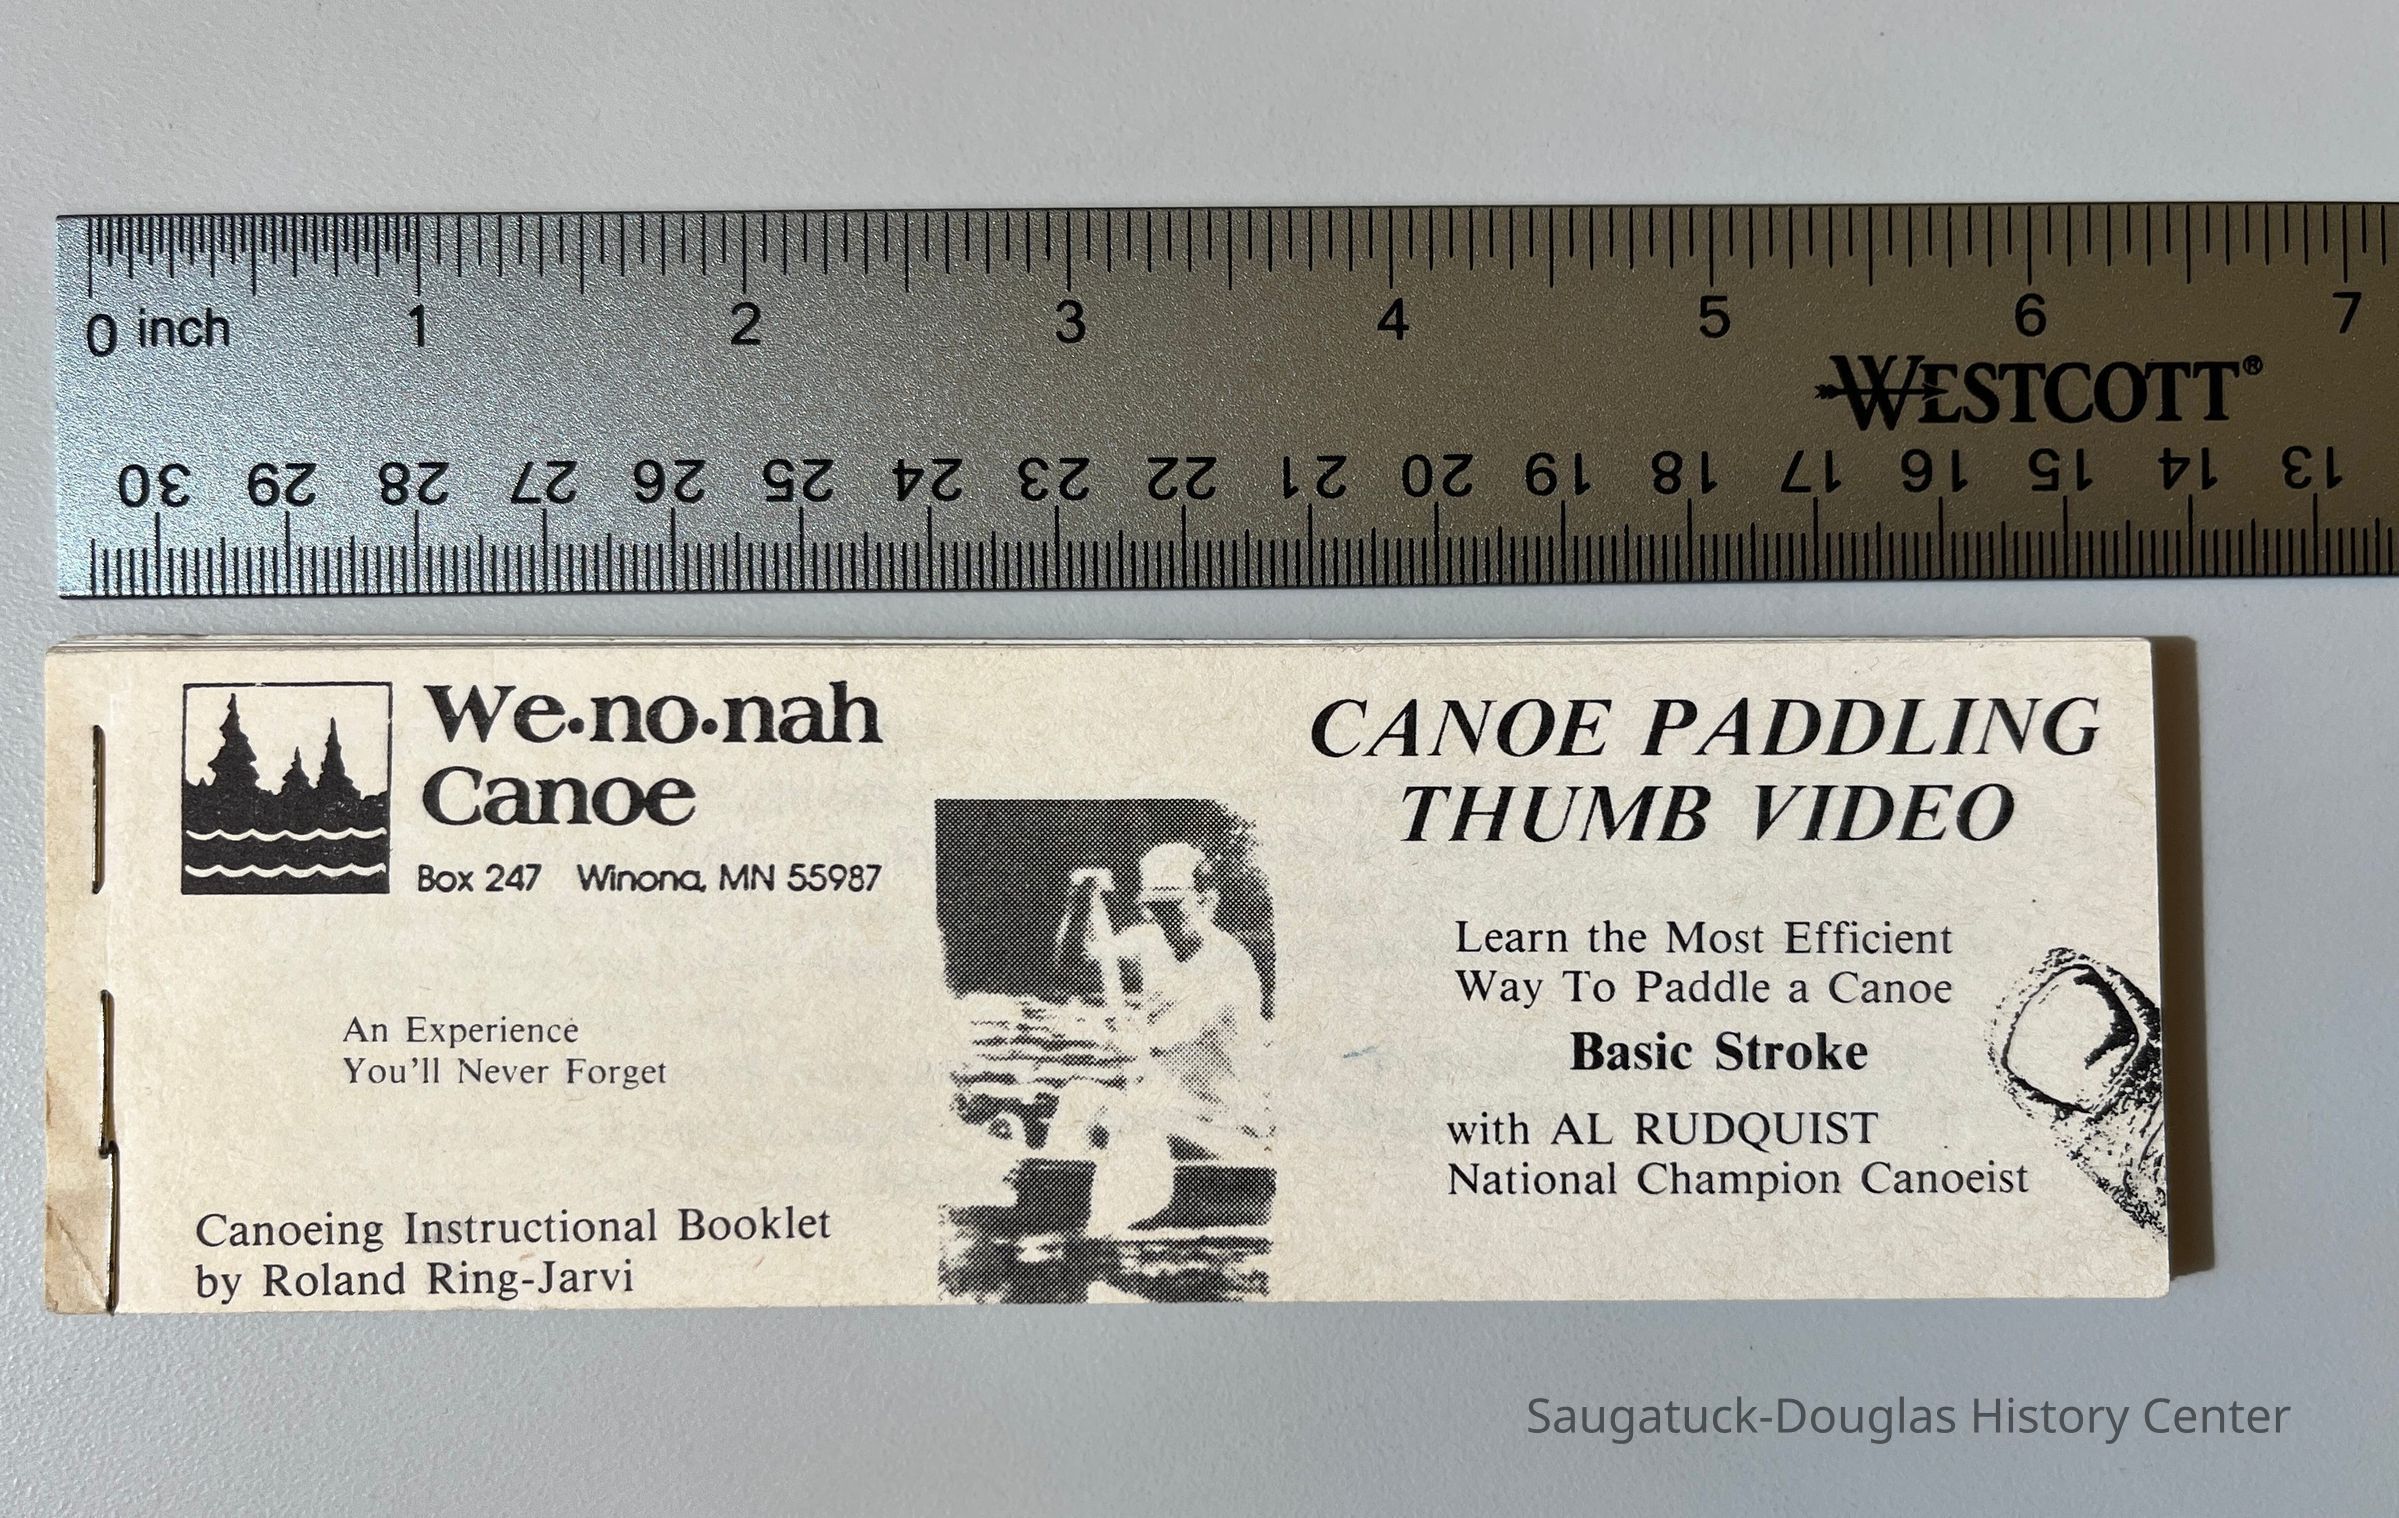 0 inch 1 2 3 4 5 6 7
WESTCOTT®
30 29 28 27 26 25 24 23 22 21 20 19 18 17 16 15 14 13
We·no·nah
Canoe
Box 247 Winona, MN 55987
An Experience
You'll Never Forget
Canoeing Instructional Booklet
by Roland Ring-Jarvi
CANOE PADDLING
THUMB VIDEO
Learn the Most Efficient
Way To Paddle a Canoe
Basic Stroke
with AL RUDQUIST
National Champion Canoeist
Saugatuck-Douglas History Center